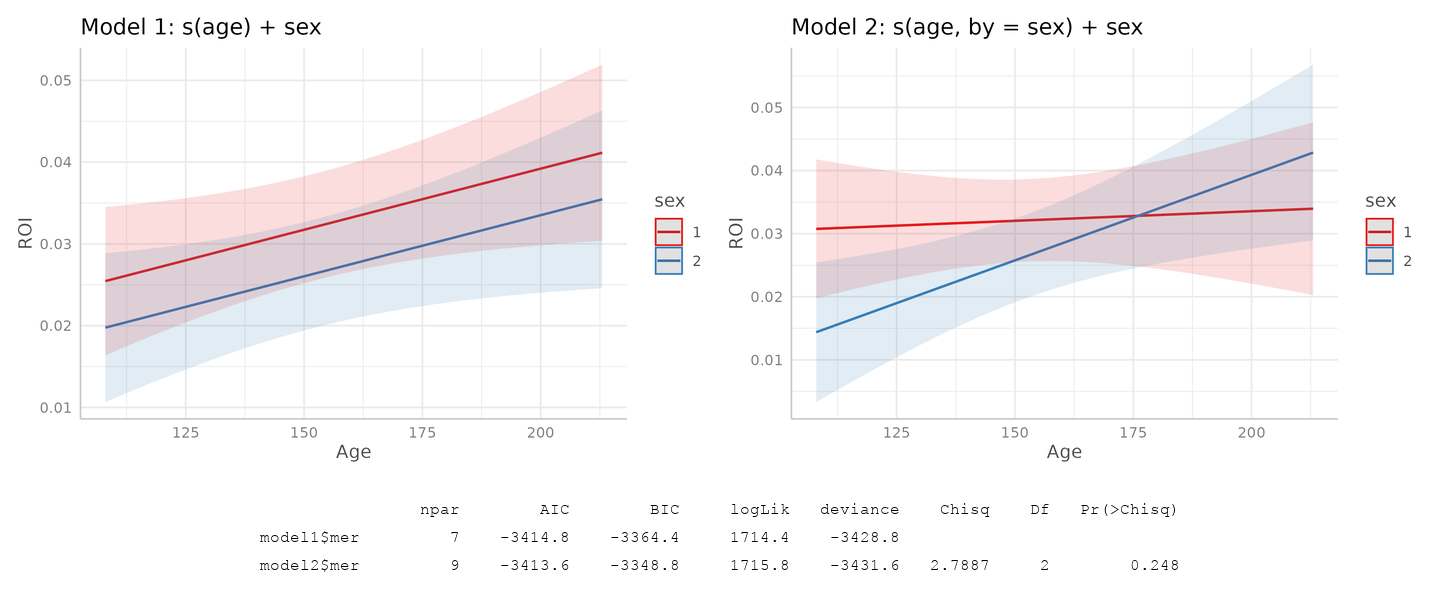 Model 1: s(age) + sex
0.05
0.04
0.03
0.02
0.01
ROI
125 150 175 200
Age
sex
1
2
Model 2: s(age, by = sex) + sex
0.05
0.04
0.03
0.02
0.01
ROI
125 150 175 200
Age
sex
1
2
npar AIC BIC logLik deviance Chisq Df Pr(>Chisq)
model1$mer 7 -3414.8 -3364.4 1714.4 -3428.8
model2$mer 9 -3413.6 -3348.8 1715.8 -3431.6 2.7887 2 0.248